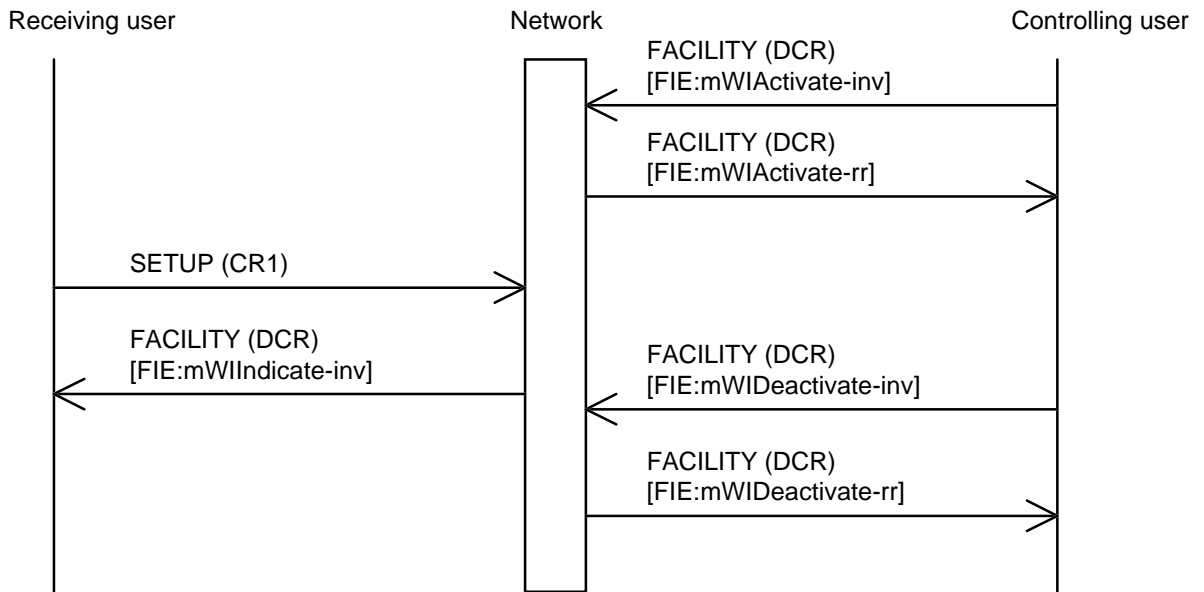 Receiving user
Network
Controlling user
FACILITY (DCR)
[FIE:mWIActivate-inv]
FACILITY (DCR)
[FIE:mWIActivate-rr]
SETUP (CR1)
FACILITY (DCR)
[FIE:mWIIndicate-inv]
FACILITY (DCR)
[FIE:mWIDeactivate-inv]
FACILITY (DCR)
[FIE:mWIDeactivate-rr]